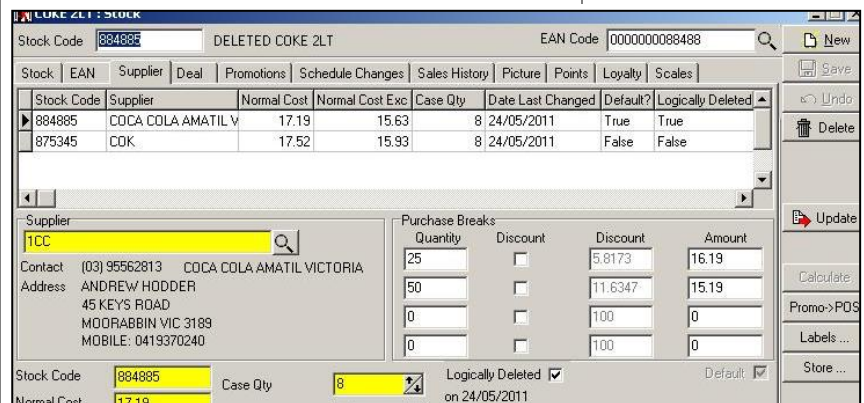 COKE 2LT : Stock
Stock Code 884885 DELETED COKE 2LT EAN Code 0000000088488 New
Stock EAN Supplier Deal Promotions Schedule Changes Sales History Picture Points Loyalty Scales Save
Stock Code Supplier Normal Cost Normal Cost Exc Case Qty Date Last Changed Default? Logically Deleted Undo
884885 COCA COLA AMATIL V 17.19 15.63 8 24/05/2011 True True Delete
875345 COK 17.52 15.93 8 24/05/2011 False False
Supplier Purchase Breaks Update
1CC Quantity Discount Discount Amount
Contact (03) 95562813 COCA COLA AMATIL VICTORIA 25 5.8173 16.19
Address ANDREW HODDER 50 11.6347 15.19 Calculate
45 KEYS ROAD
MOORABBIN VIC 3189 0 100 0 Promo->POS
MOBILE: 0419370240 0 100 0 Labels ...
Stock Code 884885 Case Qty 8 Logically Deleted Default Store ...
Normal Cost 17.19 on 24/05/2011